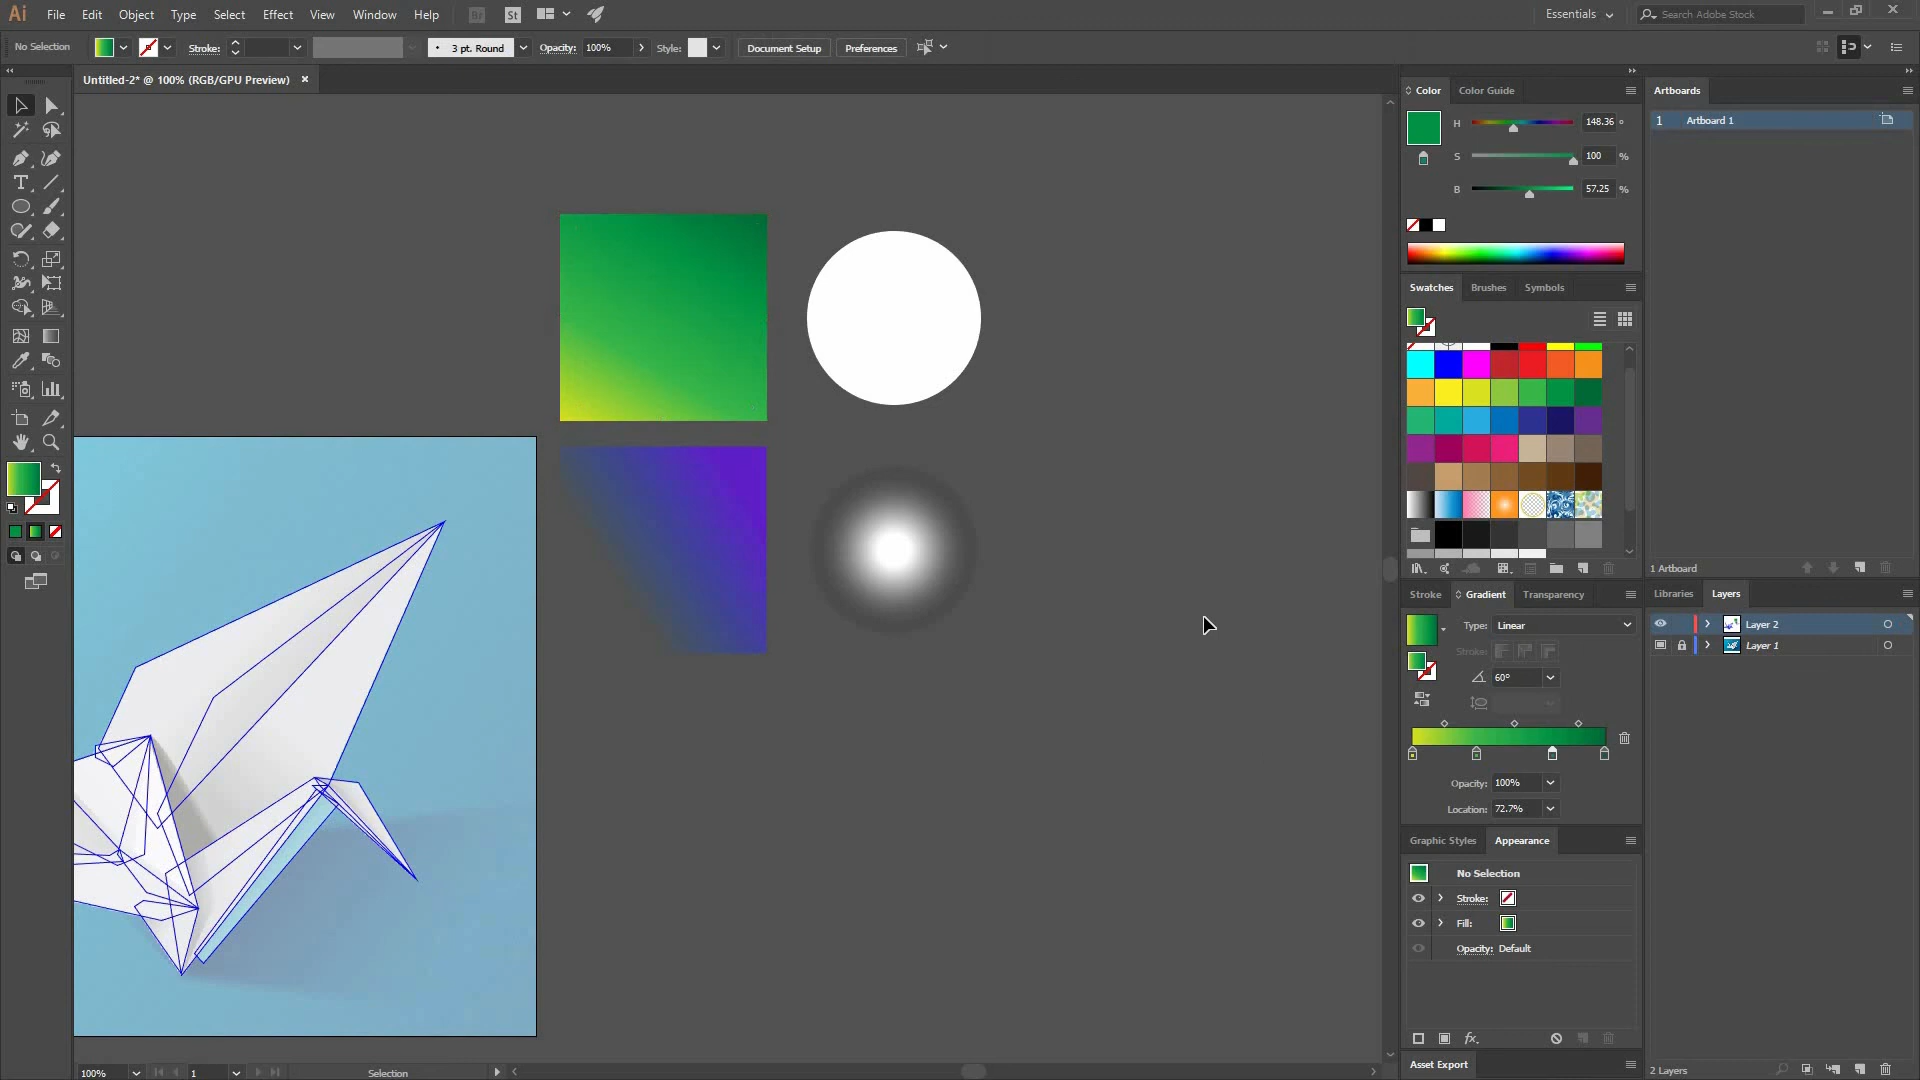 Ai File Edit Object Type Select Effect View Window Help Br St Essentials Search Adobe Stock
No Selection Stroke: 3 pt. Round Opacity: 100% Style: Document Setup Preferences
Untitled-2* @ 100% (RGB/GPU Preview)
Color Color Guide
H 148.36 °
S 100 %
B 57.25 %
Swatches Brushes Symbols
Stroke Gradient Transparency
Type: Linear
Stroke:
60°
Opacity: 100%
Location: 72.7%
Graphic Styles Appearance
No Selection
Stroke:
Fill:
Opacity: Default
fx
Asset Export
Artboards
1 Artboard 1
1 Artboard
Libraries Layers
Layer 2
Layer 1
2 Layers
100% 1 Selection